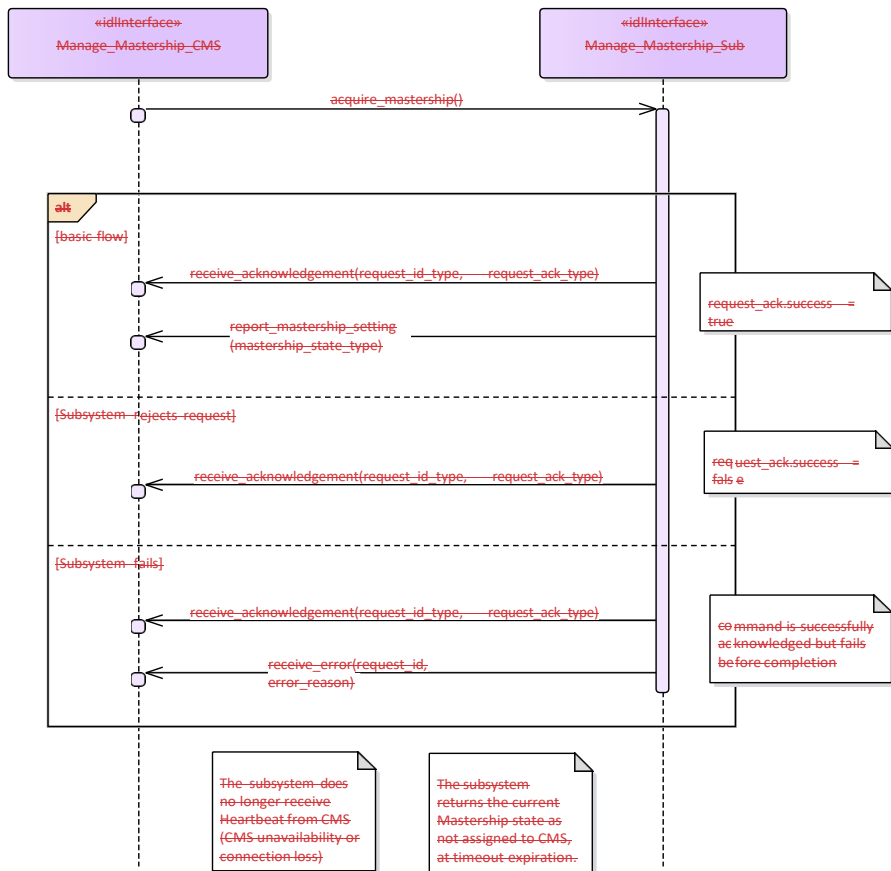 «idlInterface»
Manage_Mastership_CMS
«idlInterface»
Manage_Mastership_Sub
acquire_mastership()
alt
[basic flow]
receive_acknowledgement(request_id_type, request_ack_type)
request_ack.success =
true
report_mastership_setting
(mastership_state_type)
[Subsystem rejects request]
request_ack.success =
false
receive_acknowledgement(request_id_type, request_ack_type)
[Subsystem fails]
receive_acknowledgement(request_id_type, request_ack_type)
command is successfully
acknowledged but fails
before completion
receive_error(request_id,
error_reason)
The subsystem does
no longer receive
Heartbeat from CMS
(CMS unavailability or
connection loss)
The subsystem
returns the current
Mastership state as
not assigned to CMS,
at timeout expiration.